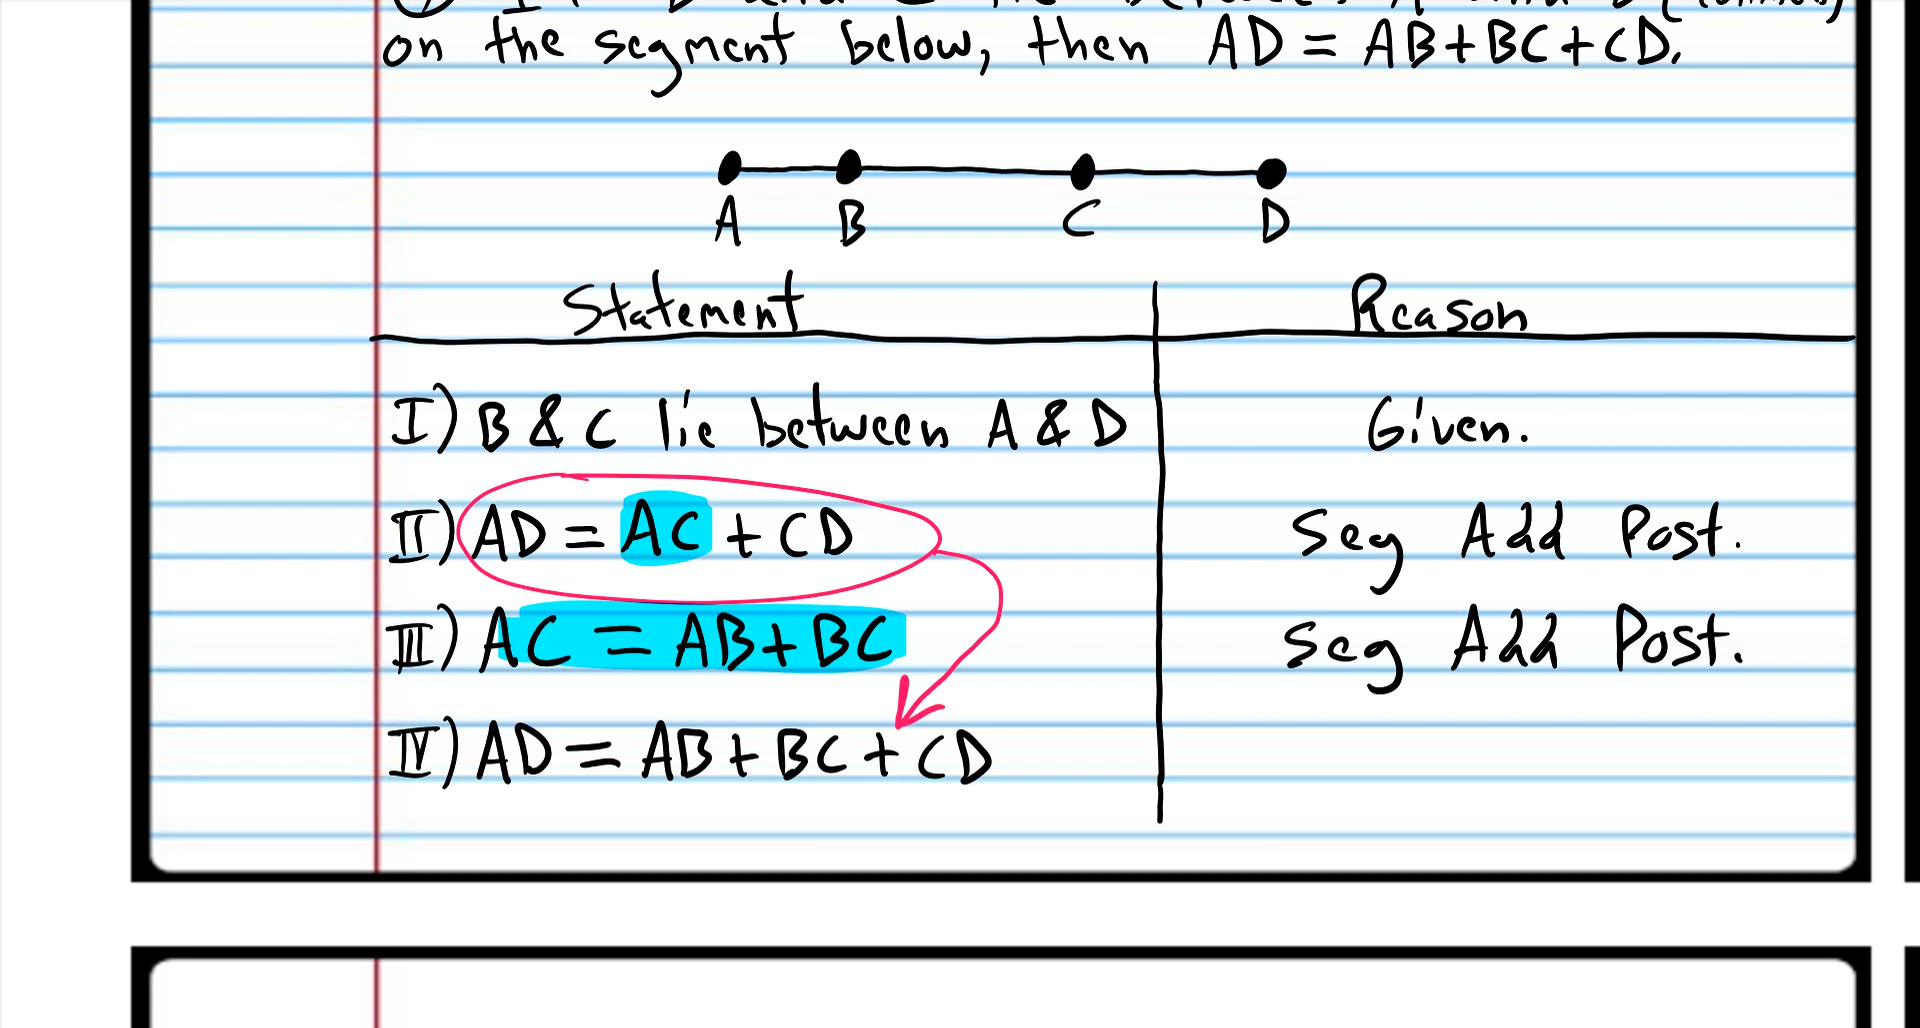 on the segment below, then AD = AB+BC+CD.
A B C D
Statement Reason
I) B & C lie between A & D Given.
II) AD = AC + CD Seg Add Post.
III) AC = AB+BC Seg Add Post.
IV) AD = AB+BC+CD